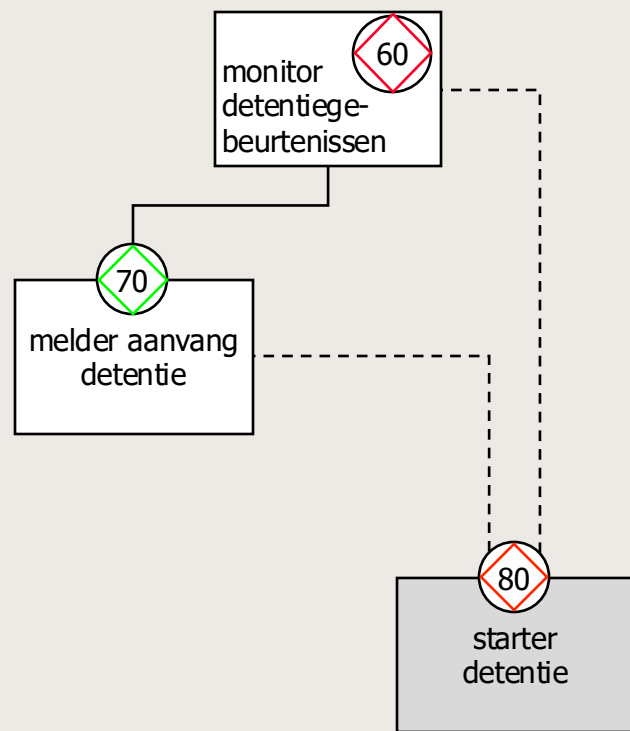 60
monitor
detentiege-
beurtenissen
70
melder aanvang
detentie
80
starter
detentie